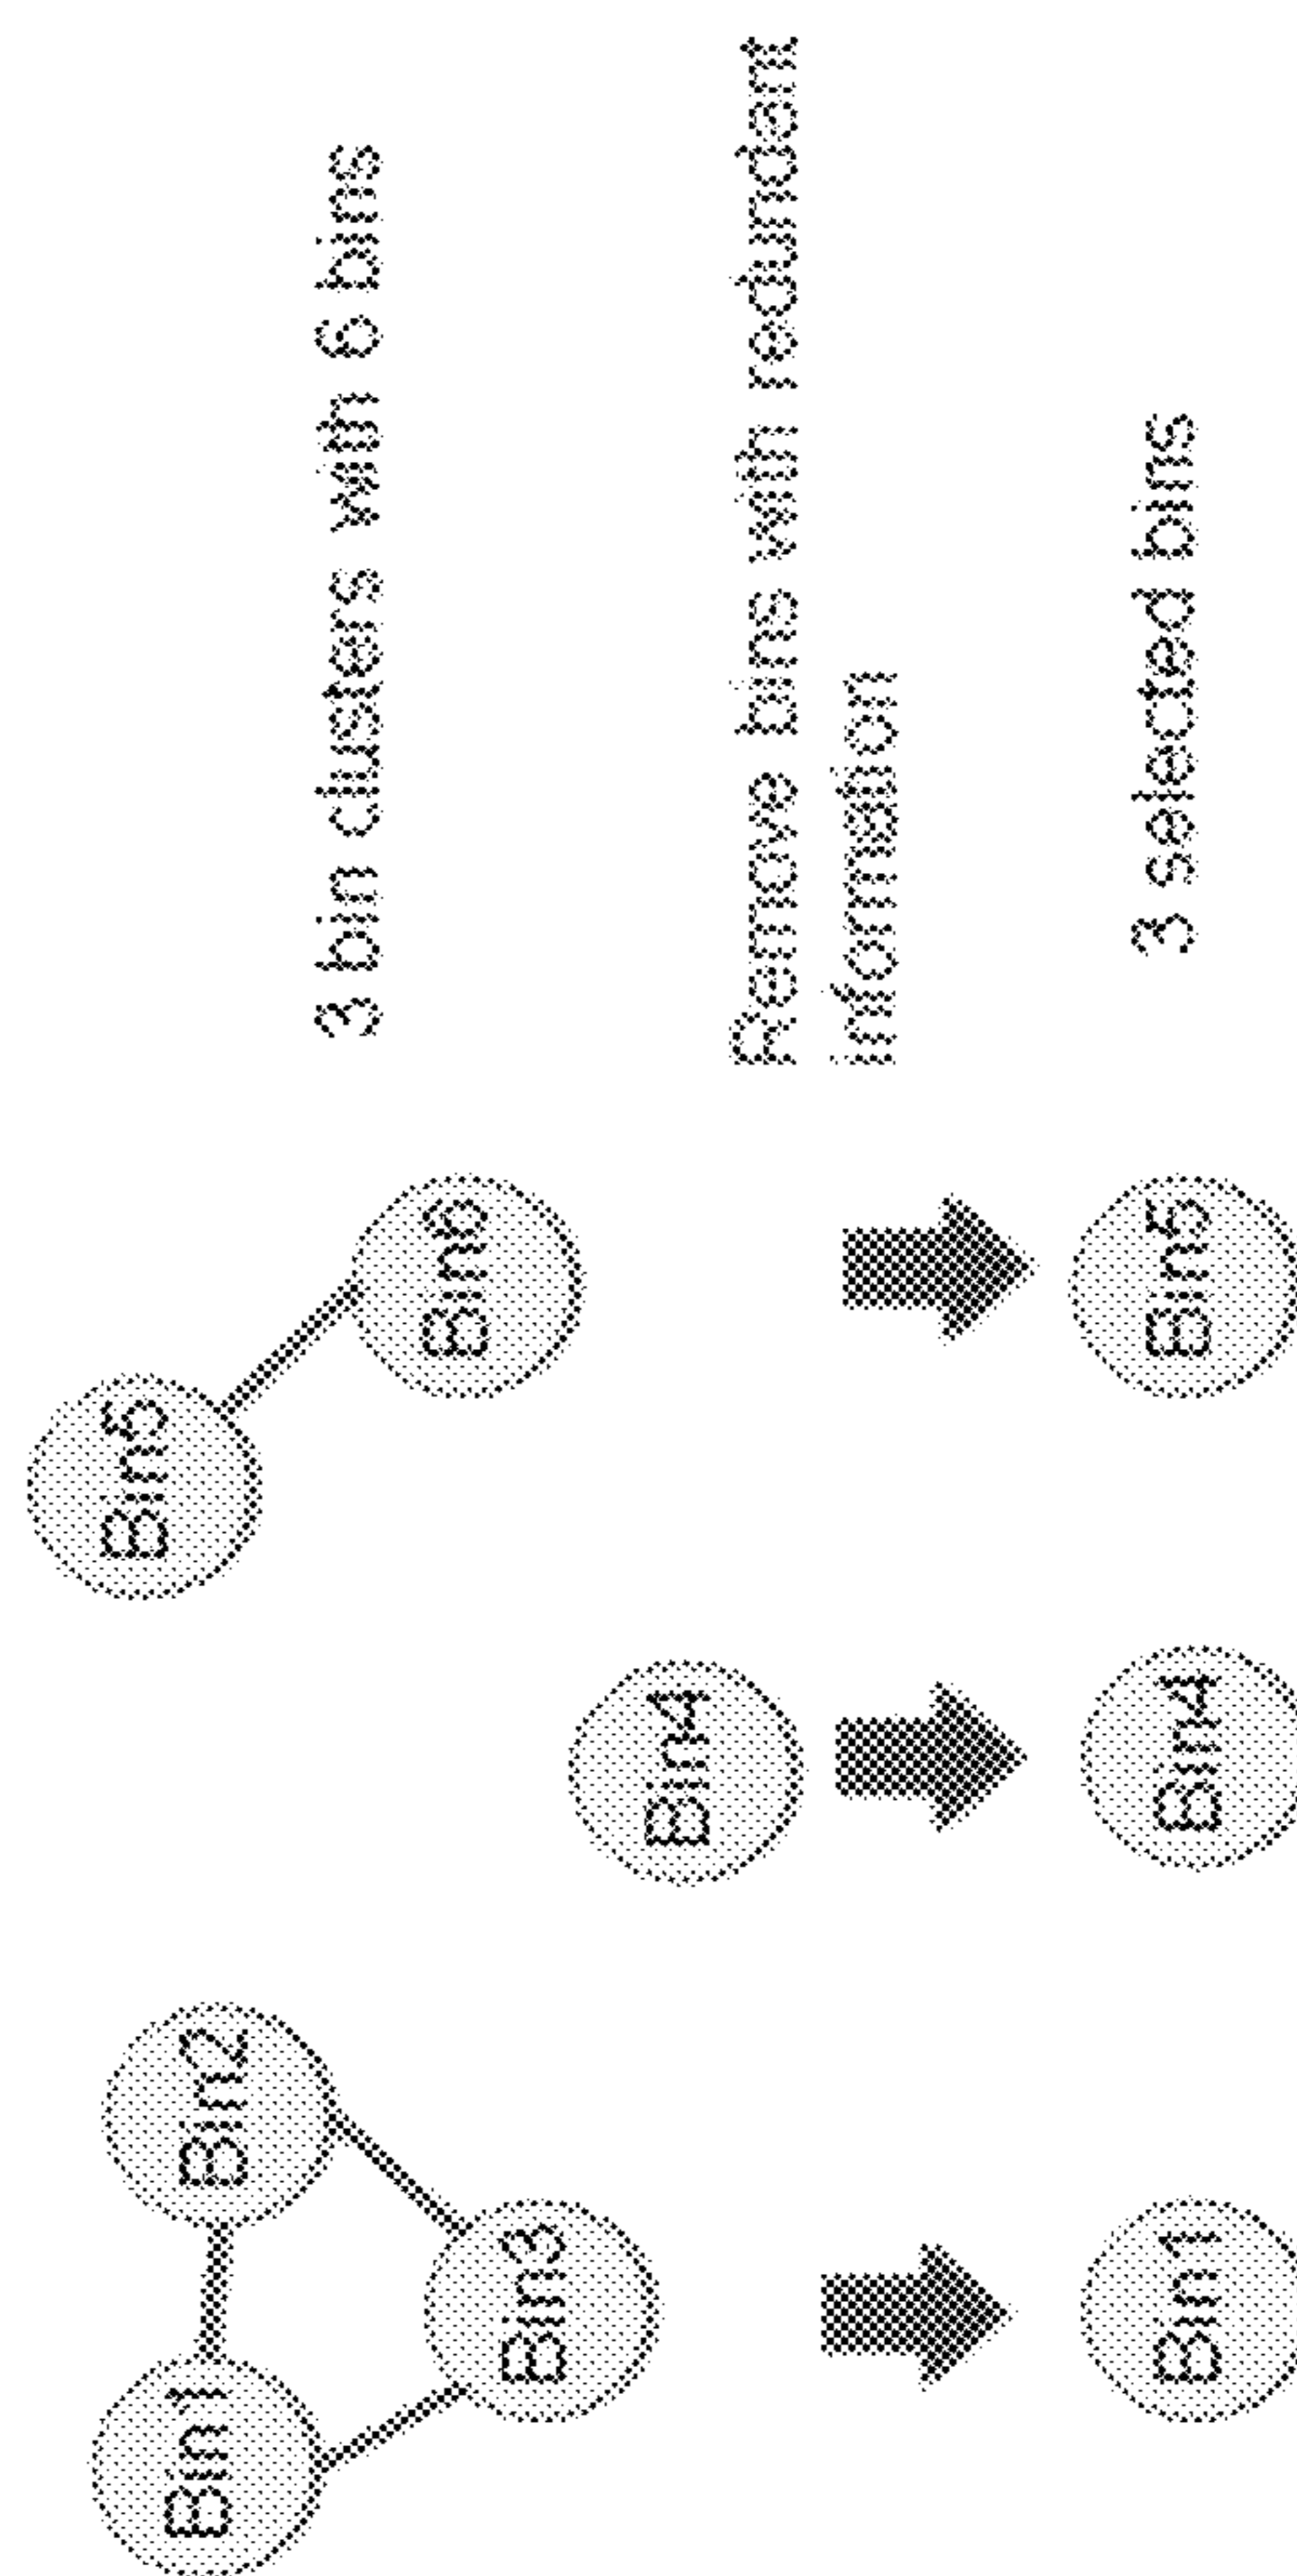 Bin1
Bin2
Bin3
Bin4
Bin5
Bin6
3 bin clusters with 6 bins
Remove bins with redundant
information
Bin1
Bin4
Bin5
3 selected bins